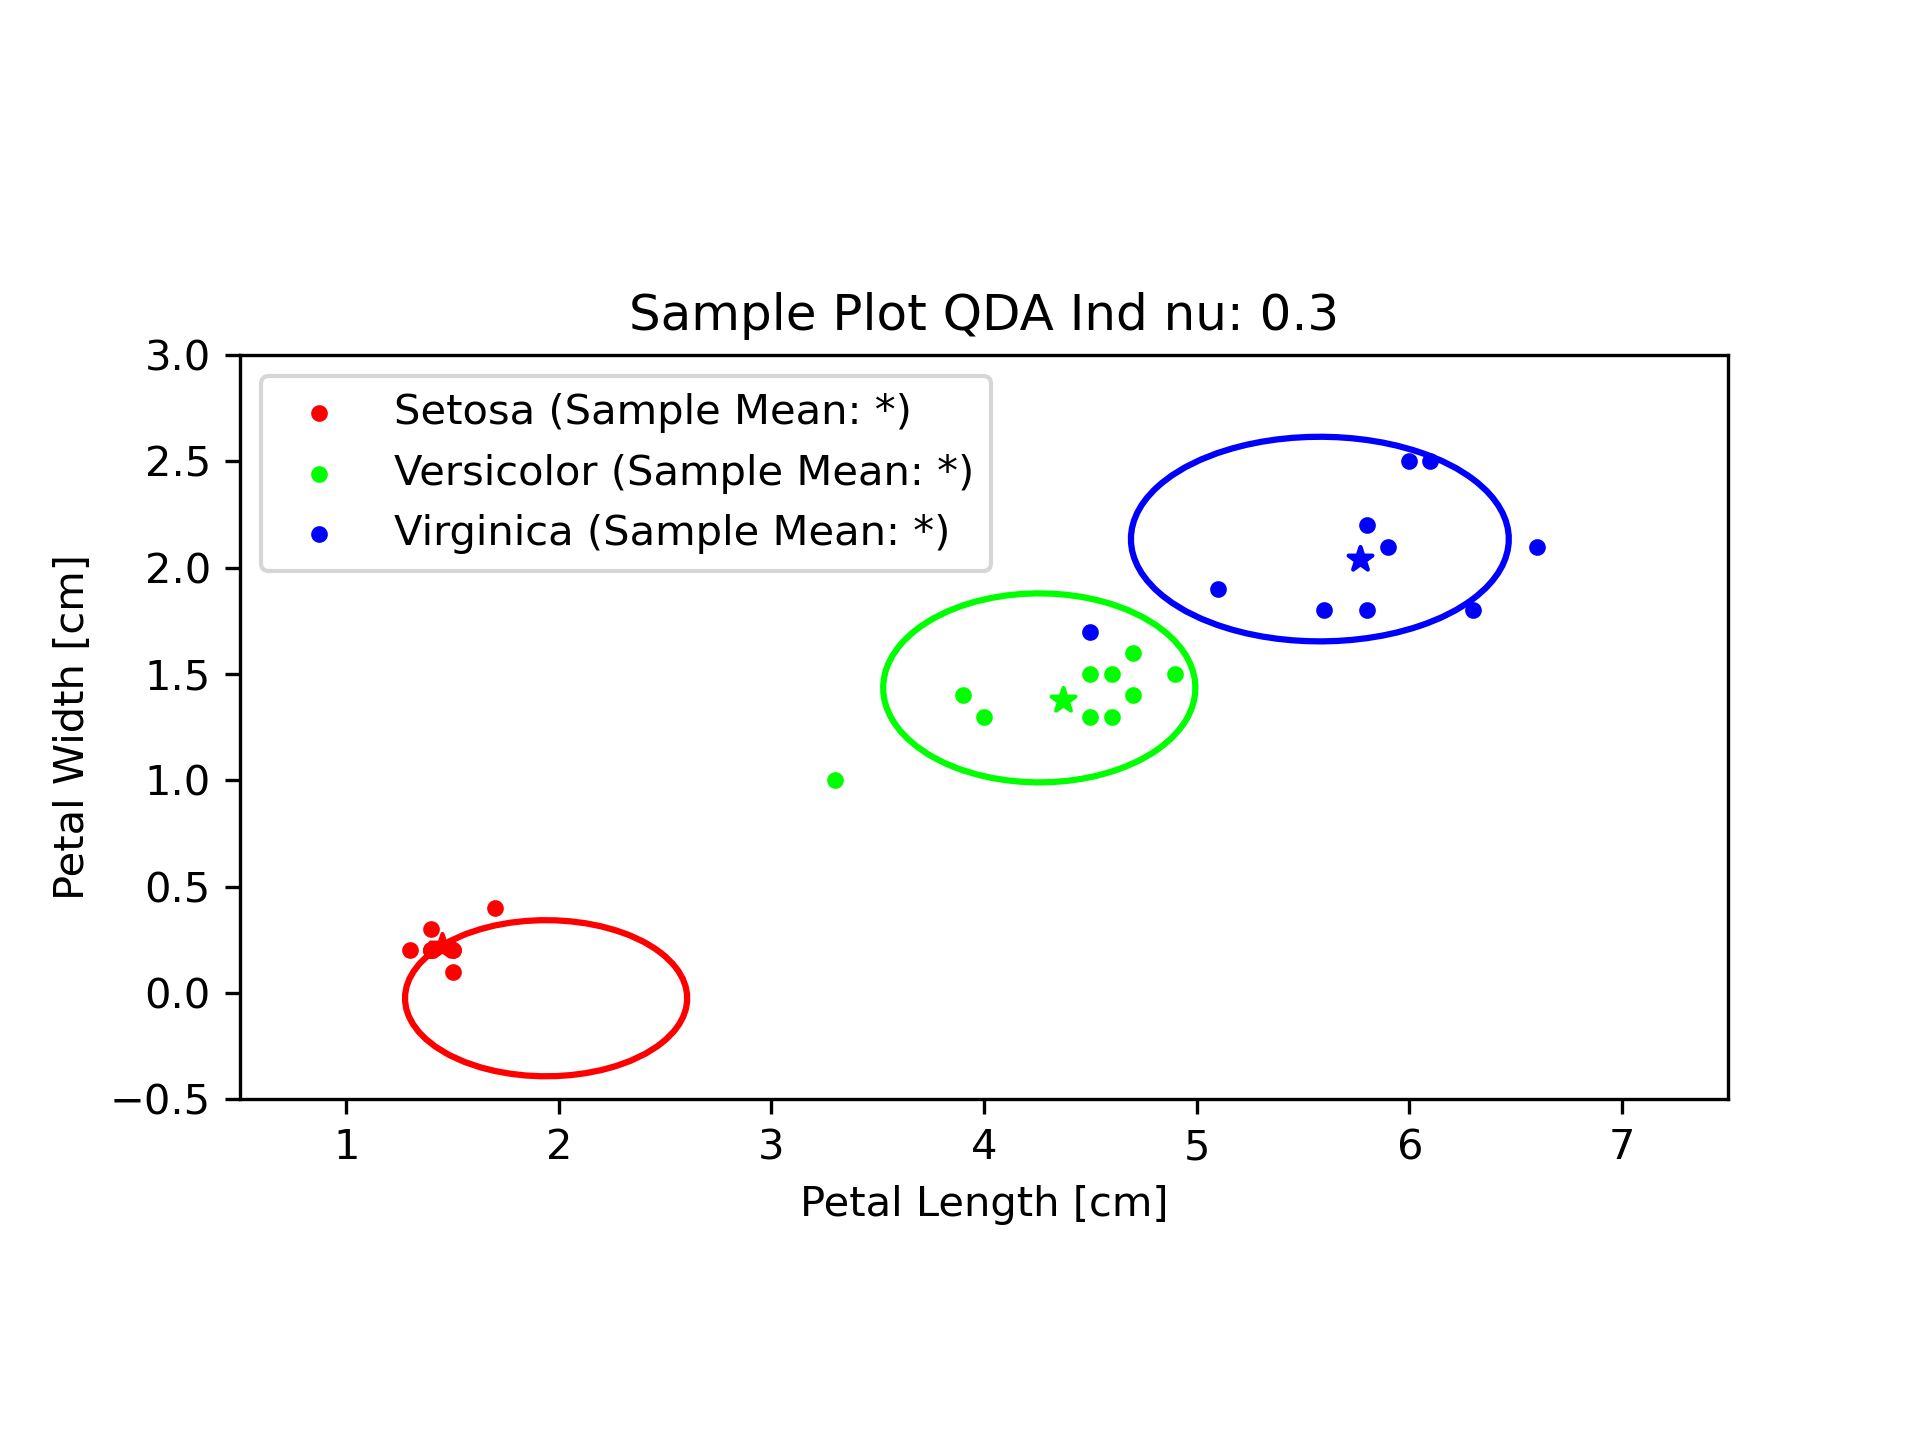 Sample Plot QDA Ind nu: 0.3
3.0
2.5
2.0
1.5
1.0
0.5
0.0
−0.5
Petal Width [cm]
Setosa (Sample Mean: *)
Versicolor (Sample Mean: *)
Virginica (Sample Mean: *)
1 2 3 4 5 6 7
Petal Length [cm]